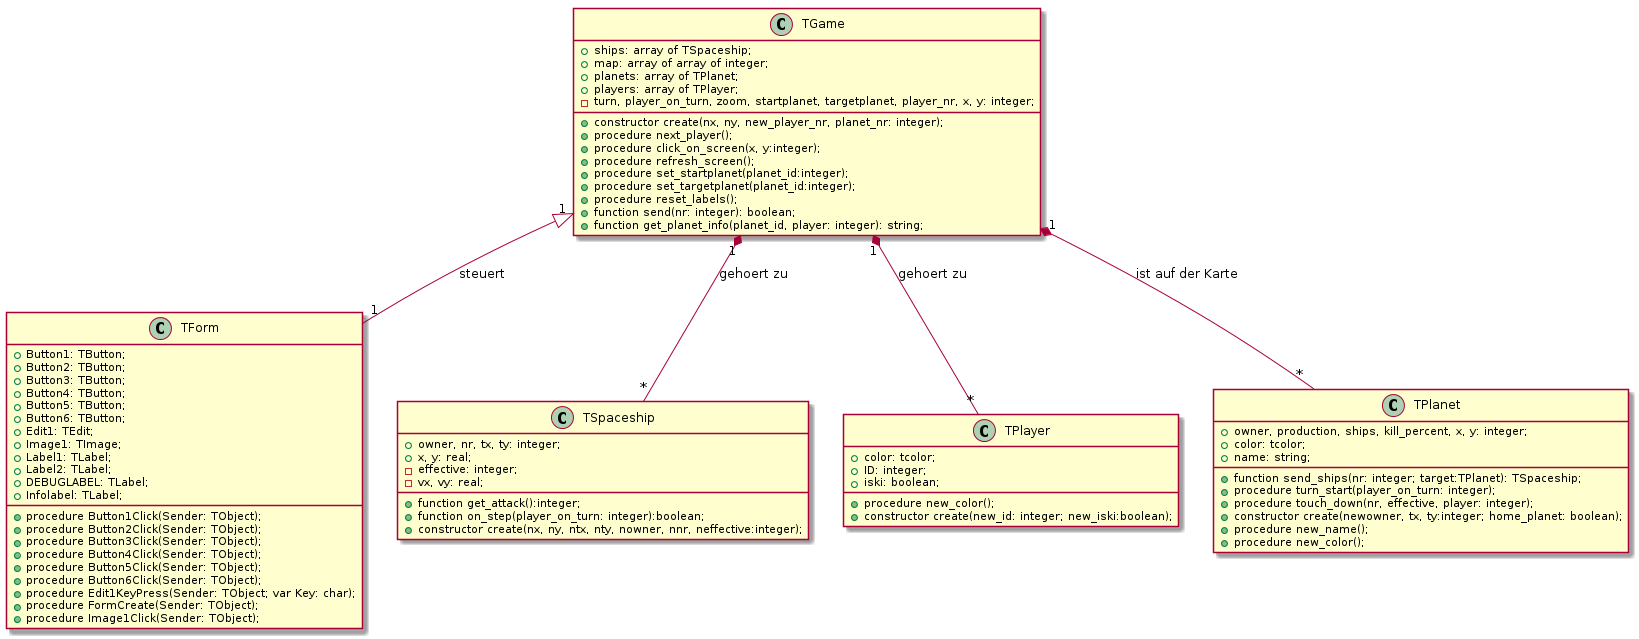 C TGame
ships: array of TSpaceship;
map: array of array of integer;
planets: array of TPlanet;
players: array of TPlayer;
turn, player_on_turn, zoom, startplanet, targetplanet, player_nr, x, y: integer;
constructor create(nx, ny, new_player_nr, planet_nr: integer);
procedure next_player();
procedure click_on_screen(x, y:integer);
procedure refresh_screen();
procedure set_startplanet(planet_id:integer);
procedure set_targetplanet(planet_id:integer);
procedure reset_labels();
function send(nr: integer): boolean;
function get_planet_info(planet_id, player: integer): string;
1
1
1
1
steuert
gehoert zu
gehoert zu
ist auf der Karte
1
*
*
*
C TForm
Button1: TButton;
Button2: TButton;
Button3: TButton;
Button4: TButton;
Button5: TButton;
Button6: TButton;
Edit1: TEdit;
Image1: TImage;
Label1: TLabel;
Label2: TLabel;
DEBUGLABEL: TLabel;
Infolabel: TLabel;
procedure Button1Click(Sender: TObject);
procedure Button2Click(Sender: TObject);
procedure Button3Click(Sender: TObject);
procedure Button4Click(Sender: TObject);
procedure Button5Click(Sender: TObject);
procedure Button6Click(Sender: TObject);
procedure Edit1KeyPress(Sender: TObject; var Key: char);
procedure FormCreate(Sender: TObject);
procedure Image1Click(Sender: TObject);
C TSpaceship
owner, nr, tx, ty: integer;
x, y: real;
effective: integer;
vx, vy: real;
function get_attack():integer;
function on_step(player_on_turn: integer):boolean;
constructor create(nx, ny, ntx, nty, nowner, nnr, neffective:integer);
C TPlayer
color: tcolor;
ID: integer;
iski: boolean;
procedure new_color();
constructor create(new_id: integer; new_iski:boolean);
C TPlanet
owner, production, ships, kill_percent, x, y: integer;
color: tcolor;
name: string;
function send_ships(nr: integer; target:TPlanet): TSpaceship;
procedure turn_start(player_on_turn: integer);
procedure touch_down(nr, effective, player: integer);
constructor create(newowner, tx, ty:integer; home_planet: boolean);
procedure new_name();
procedure new_color();